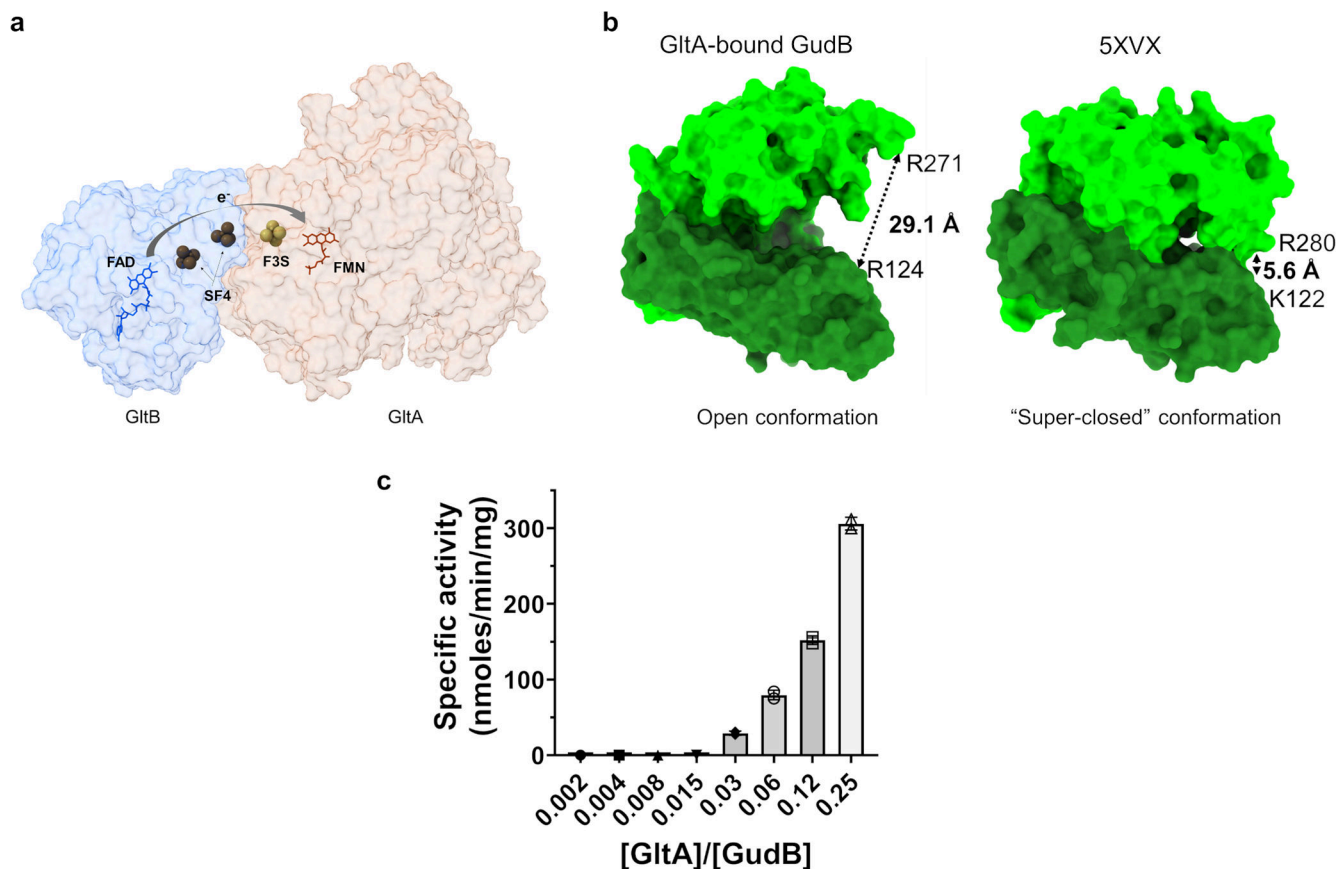 a
e-
FAD
F3S
FMN
SF4
GltB
GltA
b
GltA-bound GudB
5XVX
R271
29.1 Å
R124
R280
5.6 Å
K122
Open conformation
“Super-closed” conformation
c
Specific activity
(nmoles/min/mg)
300
200
100
0
0.002
0.004
0.008
0.015
0.03
0.06
0.12
0.25
[GltA]/[GudB]